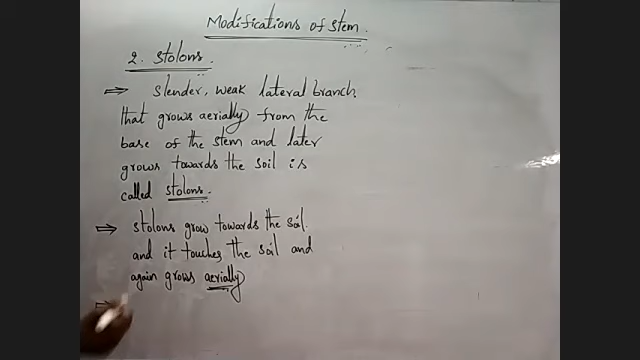 Modifications of stem.
2. Stolons.
⇒ Slender, weak lateral branch.
that grows aerially from the
base of the stem and later
grows towards the soil is
called stolons.
⇒ Stolons grow towards the soil.
and it touches the soil and
again grows aerially
⇒